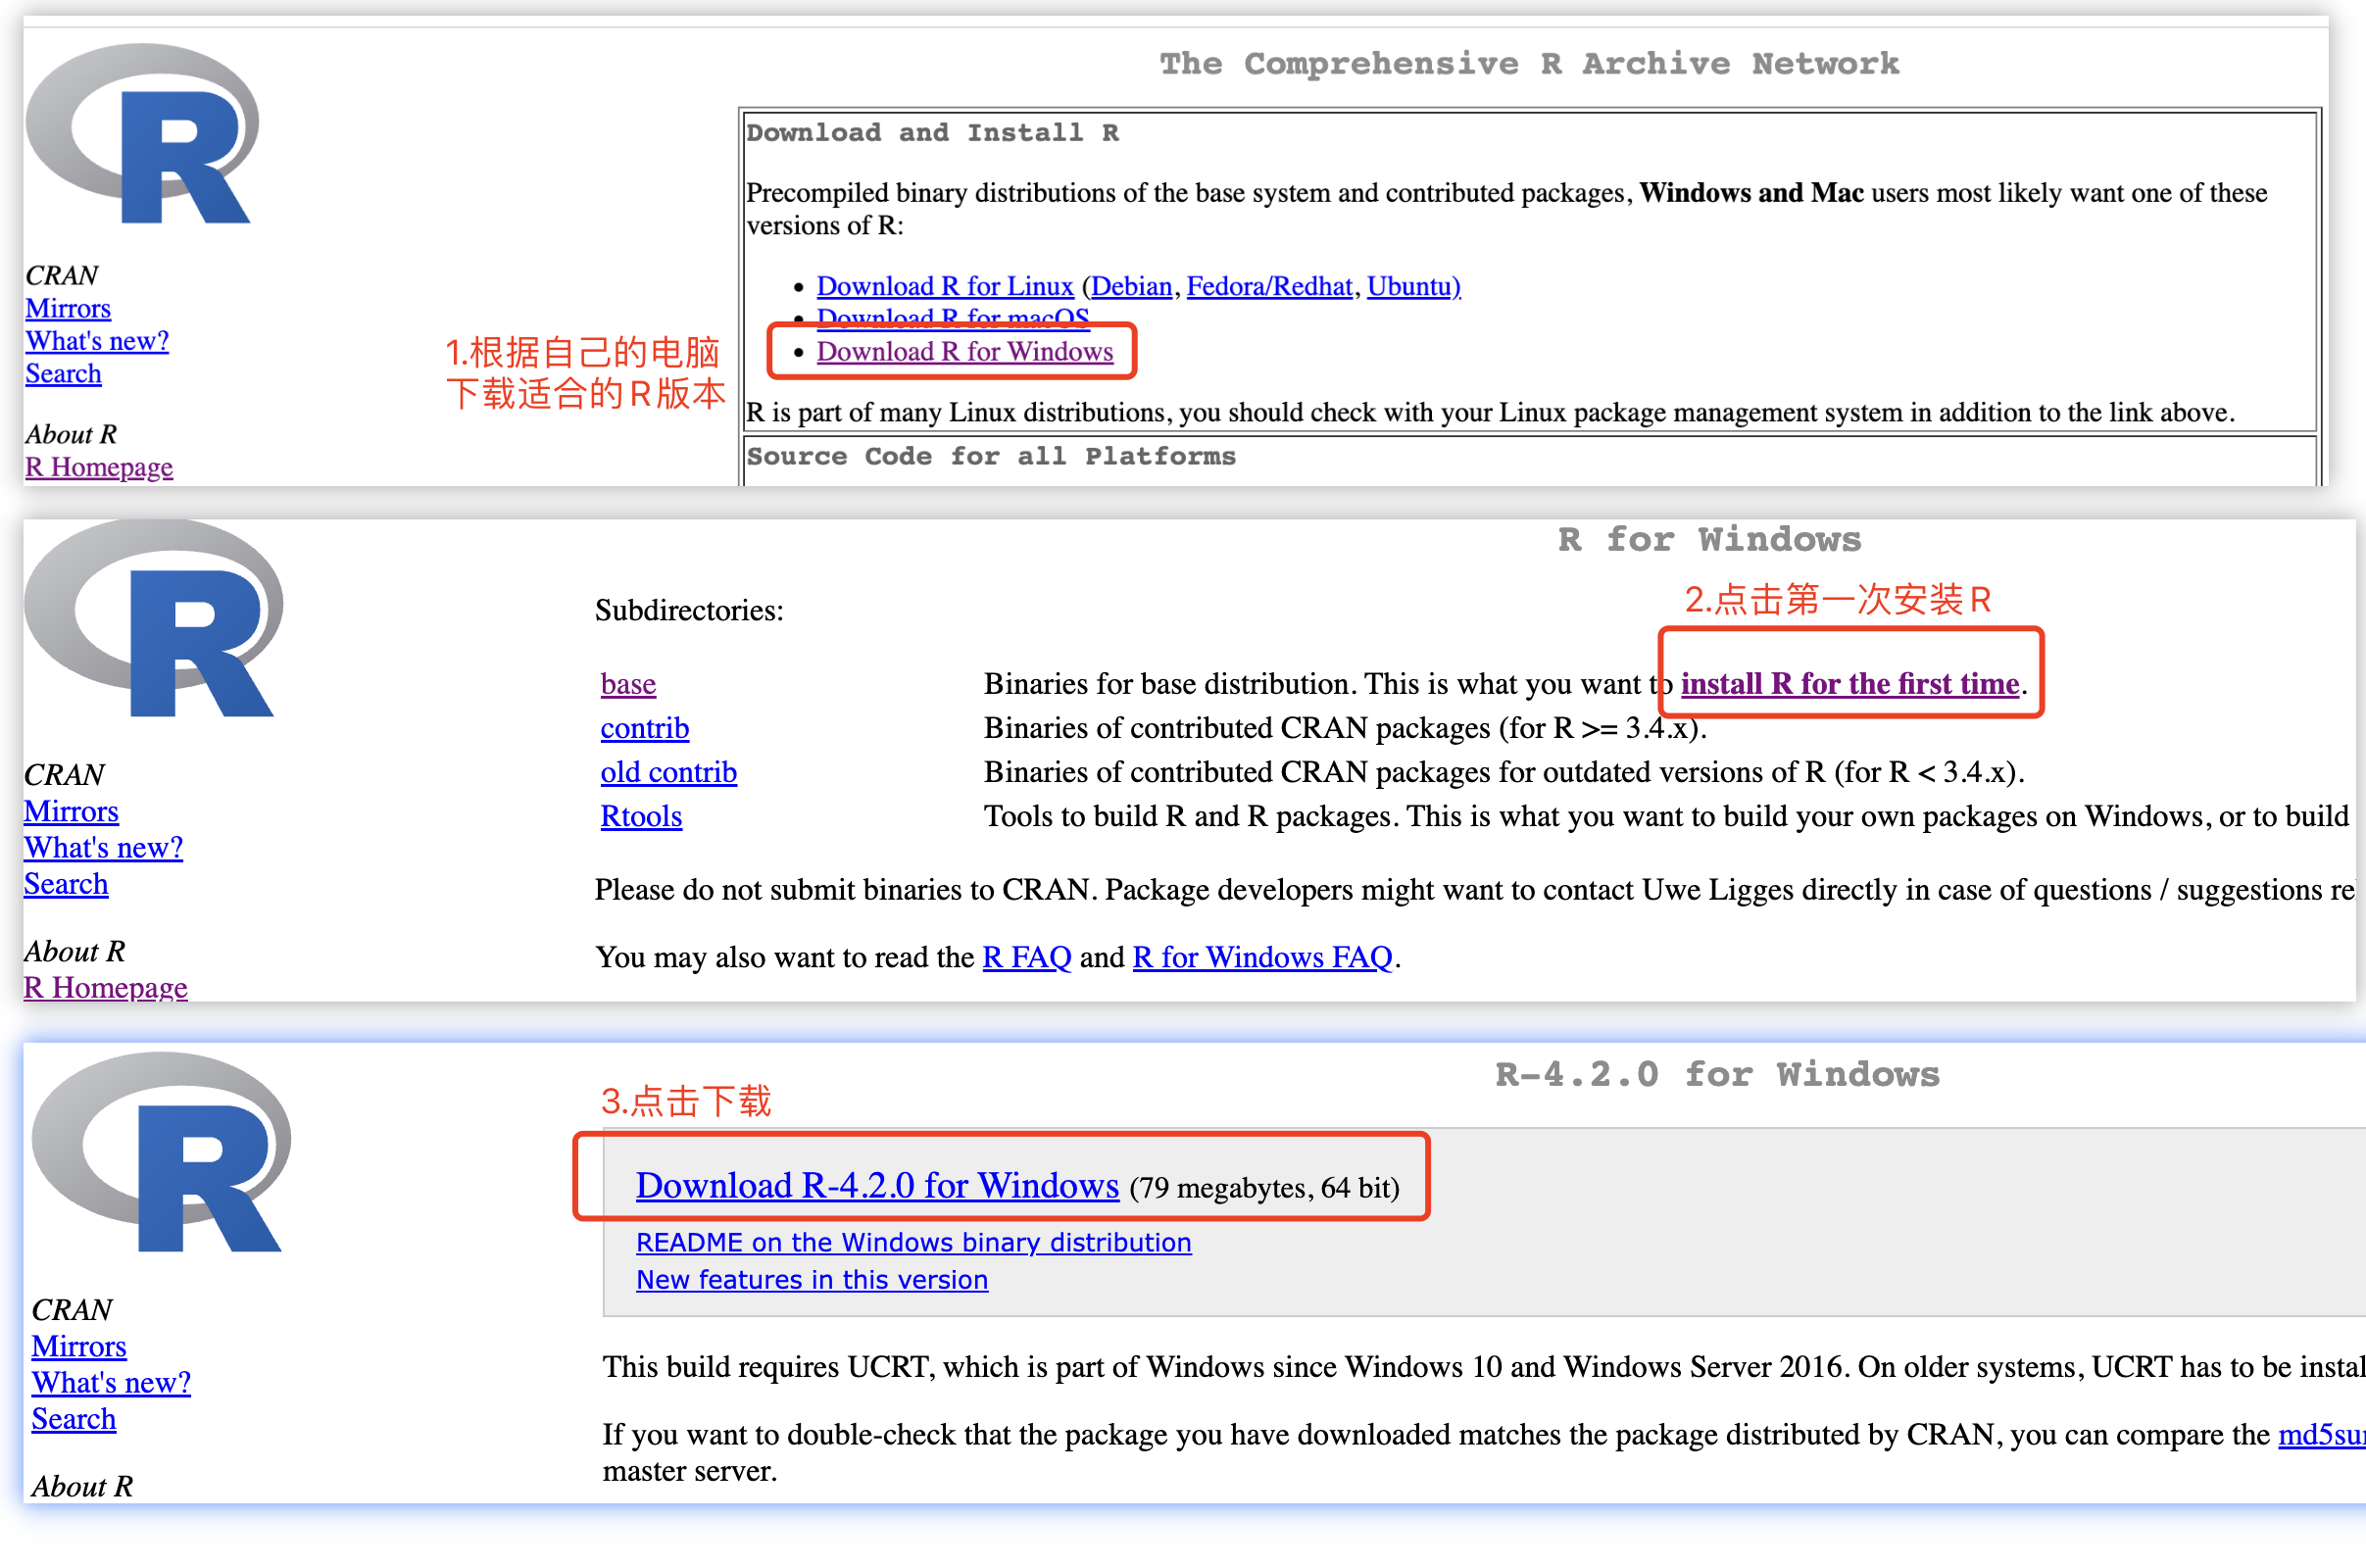 The Comprehensive R Archive Network
R
Download and Install R
Precompiled binary distributions of the base system and contributed packages, Windows and Mac users most likely want one of these
versions of R:
CRAN
Mirrors
What's new?
Search
• Download R for Linux (Debian, Fedora/Redhat, Ubuntu)
• Download R for macOS
• Download R for Windows
1.根据自己的电脑
下载适合的R版本
R is part of many Linux distributions, you should check with your Linux package management system in addition to the link above.
About R
R Homepage
Source Code for all Platforms
R for Windows
R
2.点击第一次安装R
Subdirectories:
base Binaries for base distribution. This is what you want to install R for the first time.
contrib Binaries of contributed CRAN packages (for R >= 3.4.x).
old contrib Binaries of contributed CRAN packages for outdated versions of R (for R < 3.4.x).
Rtools Tools to build R and R packages. This is what you want to build your own packages on Windows, or to build
CRAN
Mirrors
What's new?
Search
Please do not submit binaries to CRAN. Package developers might want to contact Uwe Ligges directly in case of questions / suggestions re
You may also want to read the R FAQ and R for Windows FAQ.
About R
R Homepage
R-4.2.0 for Windows
R
3.点击下载
Download R-4.2.0 for Windows (79 megabytes, 64 bit)
README on the Windows binary distribution
New features in this version
CRAN
Mirrors
What's new?
Search
This build requires UCRT, which is part of Windows since Windows 10 and Windows Server 2016. On older systems, UCRT has to be instal
If you want to double-check that the package you have downloaded matches the package distributed by CRAN, you can compare the md5su
master server.
About R